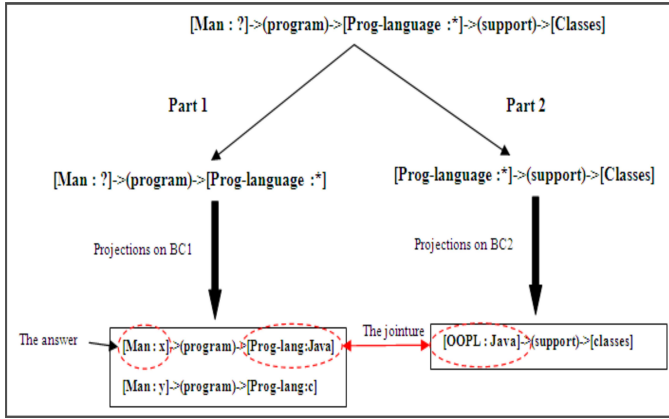 [Man : ?]->(program)->[Prog-language :*]->(support)->[Classes]
Part 1
Part 2
[Man : ?]->(program)->[Prog-language :*]
[Prog-language :*]->(support)->[Classes]
Projections on BC1
Projections on BC2
The answer
[Man : x]->(program)->[Prog-lang:Java]
The jointure
[OOPL : Java]->(support)->[classes]
[Man : y]->(program)->[Prog-lang:c]